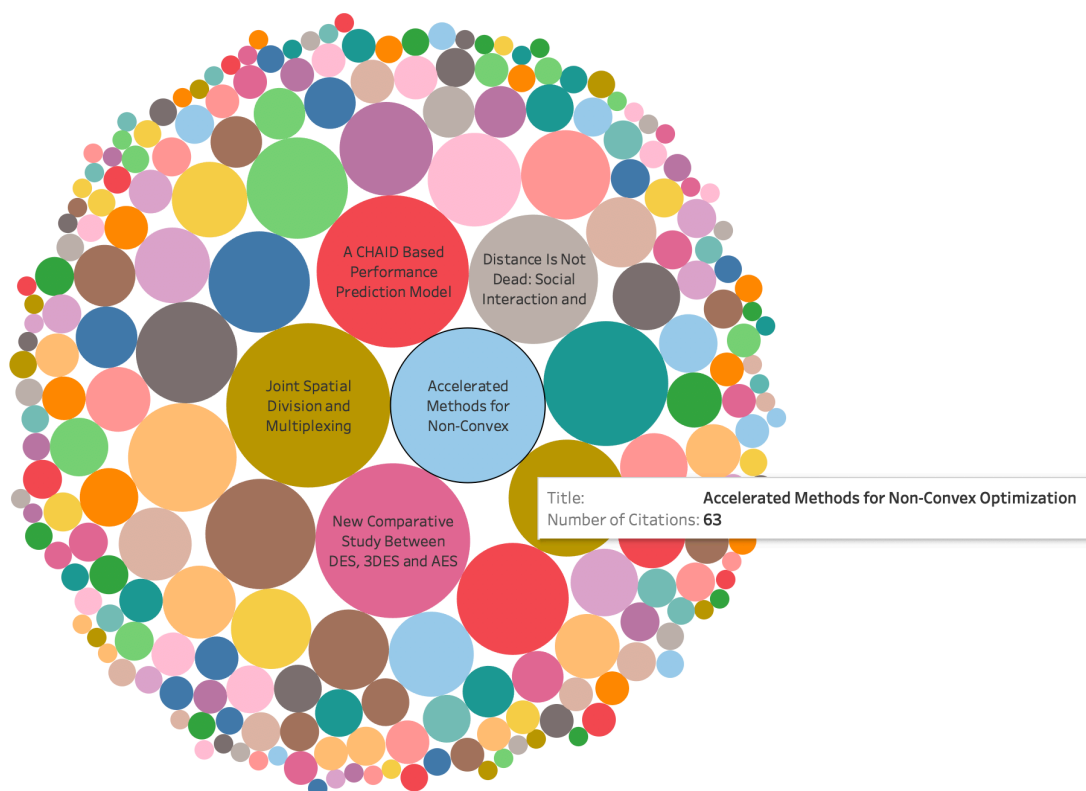 A CHAID Based
Performance
Prediction Model
Distance Is Not
Dead: Social
Interaction and
Joint Spatial
Division and
Multiplexing
Accelerated
Methods for
Non-Convex
Title: Accelerated Methods for Non-Convex Optimization
Number of Citations: 63
New Comparative
Study Between
DES, 3DES and AES